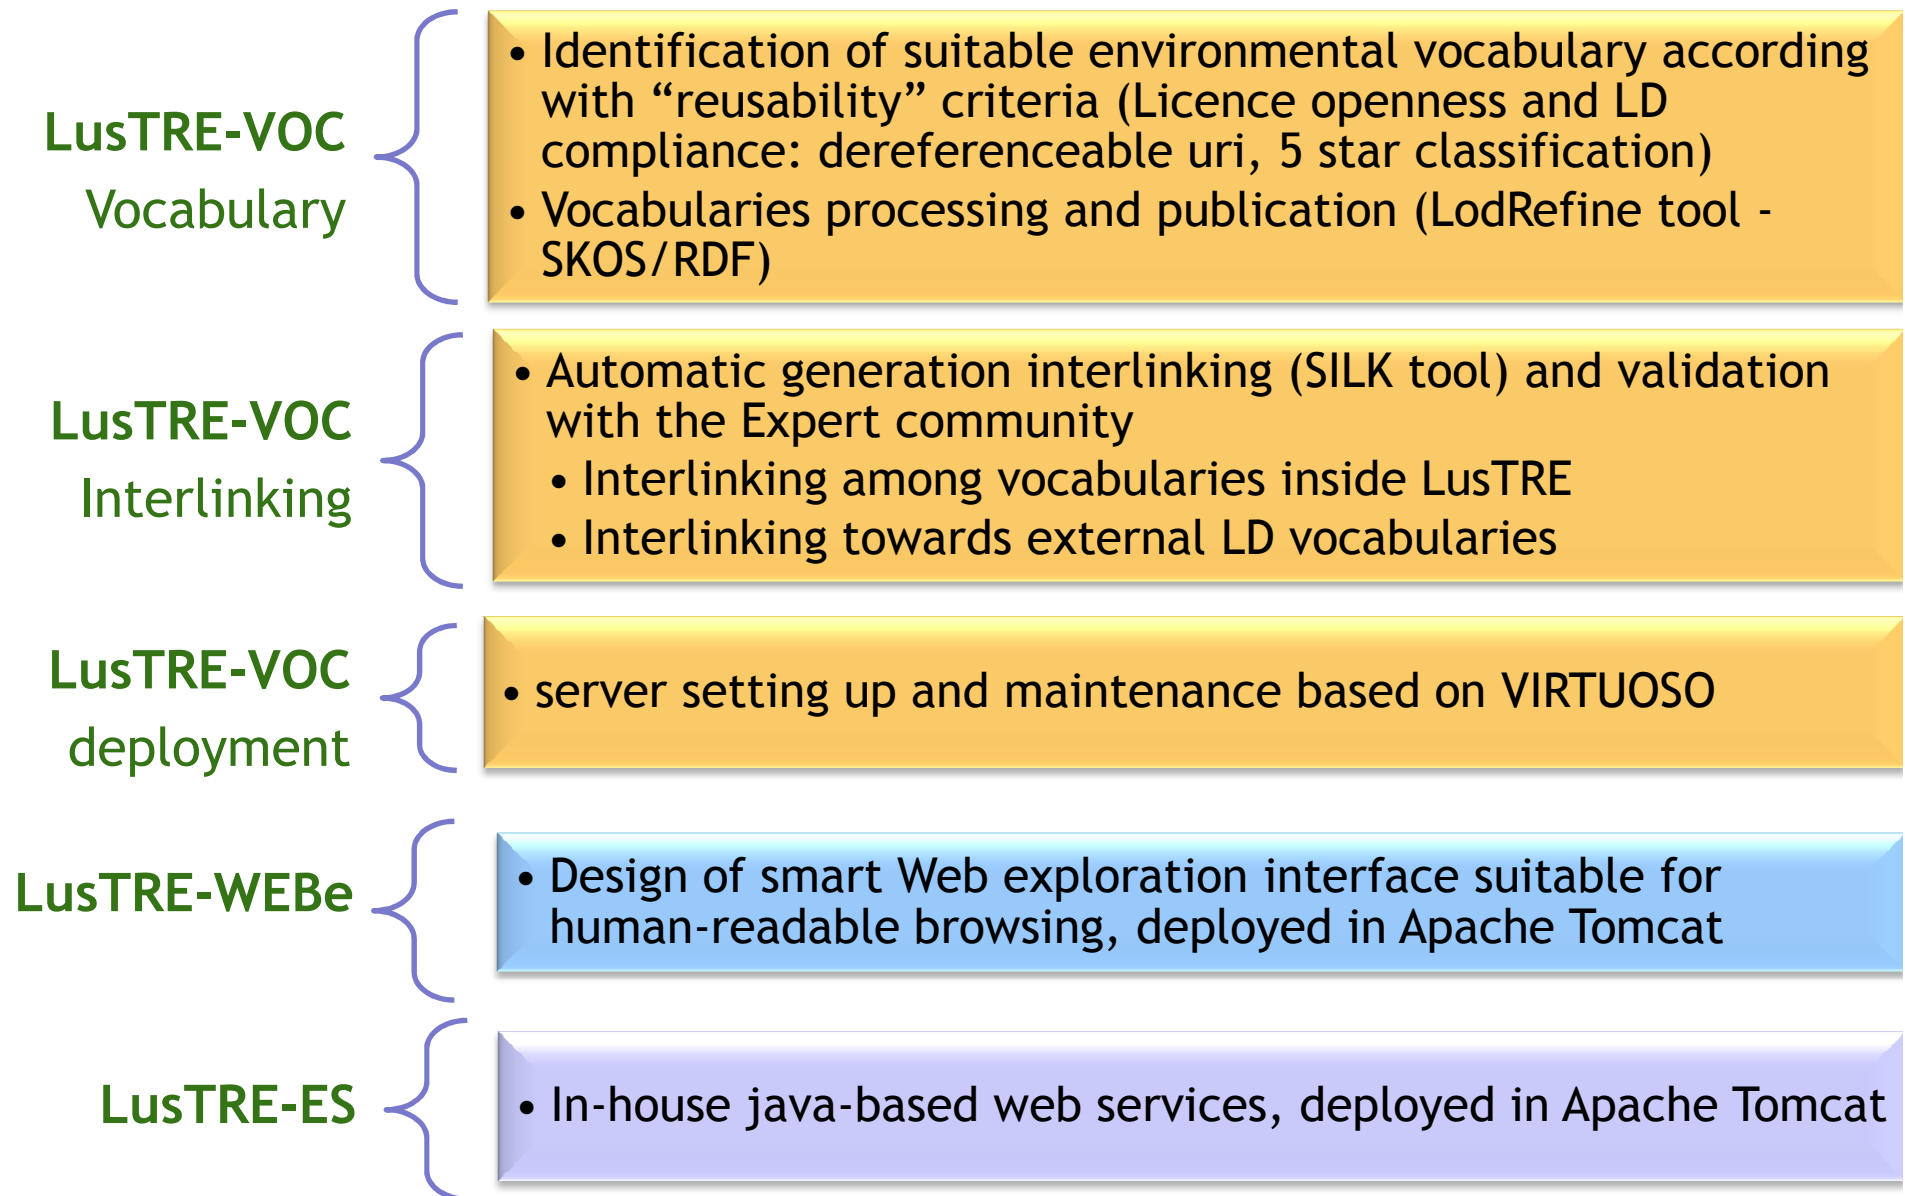 LusTRE-VOC
Vocabulary
• Identification of suitable environmental vocabulary according
with “reusability” criteria (Licence openness and LD
compliance: dereferenceable uri, 5 star classification)
• Vocabularies processing and publication (LodRefine tool -
SKOS/RDF)
LusTRE-VOC
Interlinking
• Automatic generation interlinking (SILK tool) and validation
with the Expert community
• Interlinking among vocabularies inside LusTRE
• Interlinking towards external LD vocabularies
LusTRE-VOC
deployment
• server setting up and maintenance based on VIRTUOSO
LusTRE-WEBe
• Design of smart Web exploration interface suitable for
human-readable browsing, deployed in Apache Tomcat
LusTRE-ES
• In-house java-based web services, deployed in Apache Tomcat